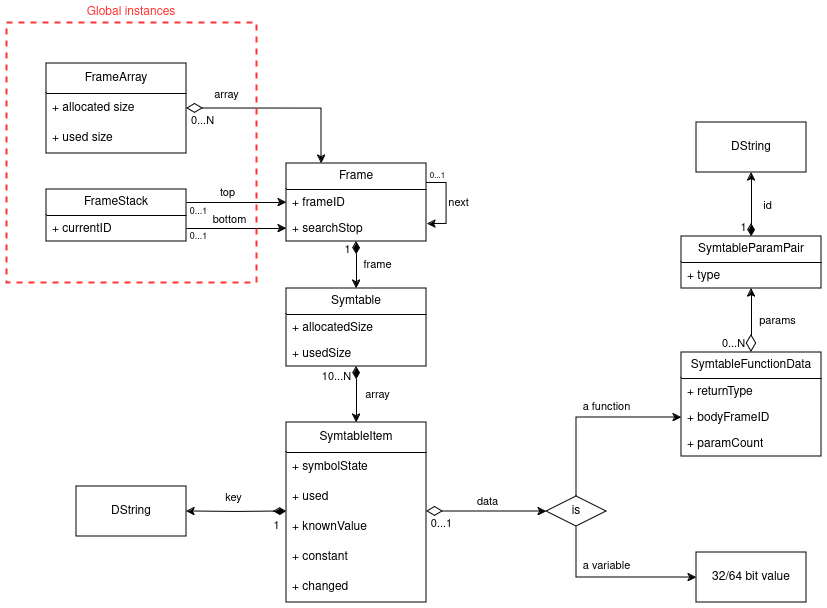 Global instances
FrameArray
+ allocated size
+ used size
array
0...N
FrameStack
+ currentID
top
0...1
bottom
0...1
Frame
+ frameID
+ searchStop
0...1
next
1
frame
Symtable
+ allocatedSize
+ usedSize
10...N
array
SymtableItem
+ symbolState
+ used
+ knownValue
+ constant
+ changed
key
1
DString
data
0...1
is
a function
a variable
32/64 bit value
DString
id
1
SymtableParamPair
+ type
params
0...N
SymtableFunctionData
+ returnType
+ bodyFrameID
+ paramCount